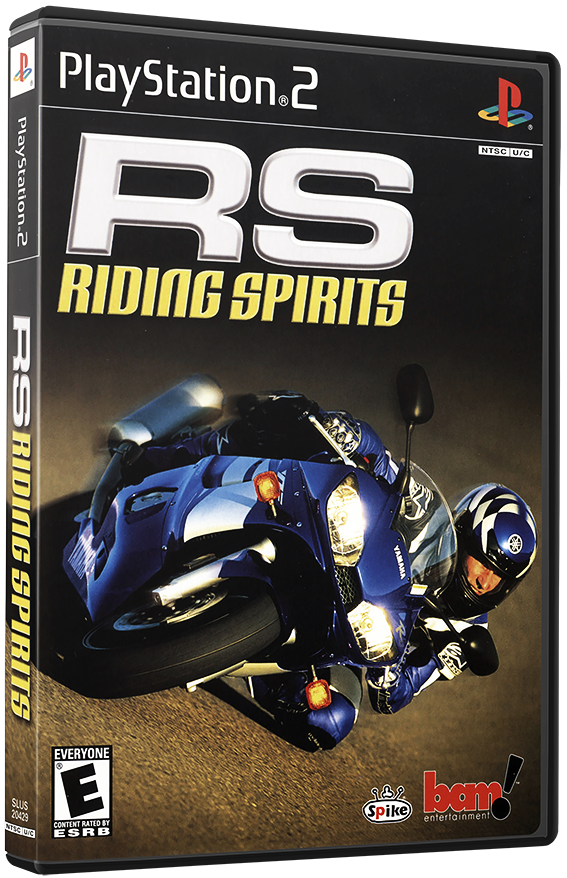 PlayStation®2
NTSC U/C
RS
RIDING SPIRITS
YAMAHA
EVERYONE
E
®
CONTENT RATED BY
ESRB
Spike
bam!™
entertainment
PlayStation®2
RS RIDING SPIRITS
SLUS
20429
NTSC U/C